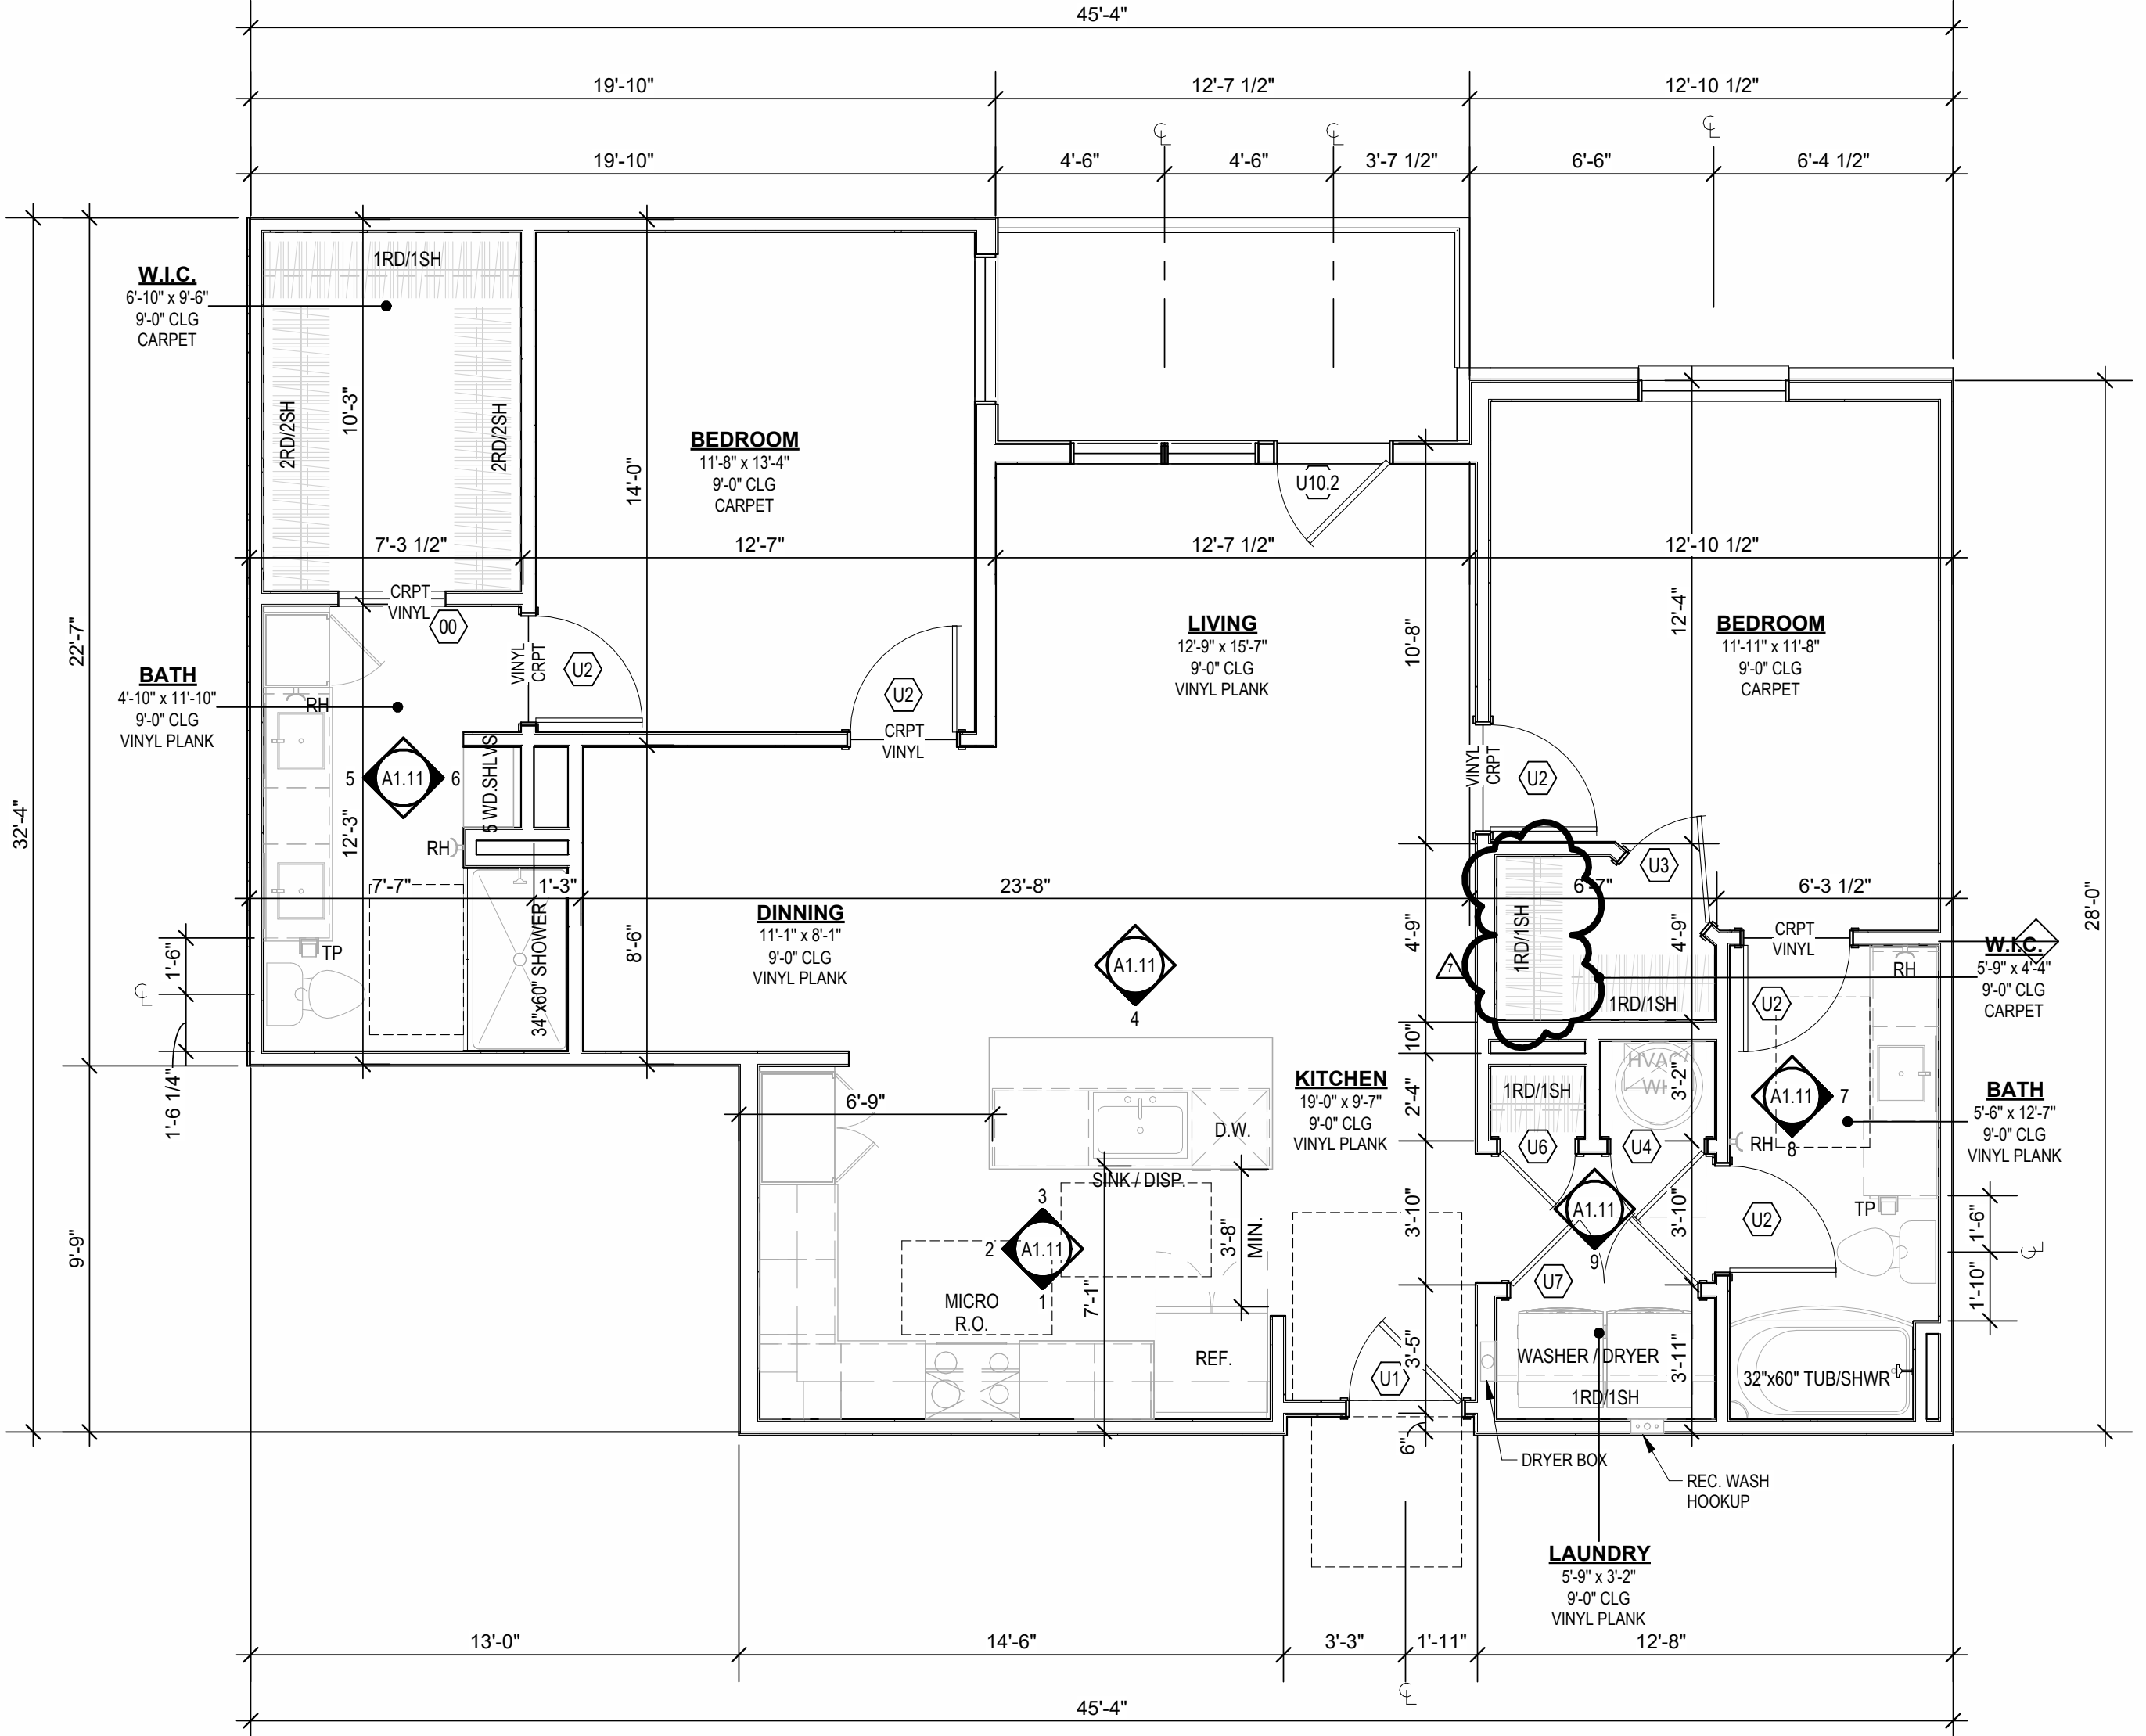 45'-4"
19'-10"
12'-7 1/2"
12'-10 1/2"
19'-10"
4'-6"
4'-6"
3'-7 1/2"
6'-6"
6'-4 1/2"
W.I.C.
6'-10" x 9'-6"
9'-0" CLG
CARPET
1RD/1SH
2RD/2SH
2RD/2SH
10'-3"
BEDROOM
11'-8" x 13'-4"
9'-0" CLG
CARPET
14'-0"
U10.2
7'-3 1/2"
12'-7"
12'-7 1/2"
12'-10 1/2"
CRPT
VINYL
00
VINYL
CRPT
U2
U2
CRPT
VINYL
LIVING
12'-9" x 15'-7"
9'-0" CLG
VINYL PLANK
10'-8"
12'-4"
BEDROOM
11'-11" x 11'-8"
9'-0" CLG
CARPET
22'-7"
32'-4"
BATH
4'-10" x 11'-10"
9'-0" CLG
VINYL PLANK
RH
5
A1.11
6
5 WD.SHLVS
12'-3"
RH
VINYL
CRPT
U2
U3
7'-7"
1'-3"
23'-8"
6'-7"
6'-3 1/2"
28'-0"
DINNING
11'-1" x 8'-1"
9'-0" CLG
VINYL PLANK
8'-6"
34"x60" SHOWER
TP
1'-6"
1'-6 1/4"
A1.11
4
4'-9"
7
1RD/1SH
4'-9"
1RD/1SH
CRPT
VINYL
W.I.C.
5'-9" x 4'-4"
9'-0" CLG
CARPET
RH
U2
10"
HVAC
3'-2"
KITCHEN
19'-0" x 9'-7"
9'-0" CLG
VINYL PLANK
2'-4"
1RD/1SH
U6
U4
A1.11
7
8
RH
BATH
5'-6" x 12'-7"
9'-0" CLG
VINYL PLANK
6'-9"
D.W.
SINK / DISP.
3
2
A1.11
1
3'-8"
MIN.
7'-1"
MICRO
R.O.
REF.
9'-9"
3'-10"
A1.11
9
3'-10"
U7
U2
TP
1'-6"
1'-10"
3'-5"
U1
WASHER / DRYER
1RD/1SH
3'-11"
32"x60" TUB/SHWR
6"
DRYER BOX
REC. WASH
HOOKUP
LAUNDRY
5'-9" x 3'-2"
9'-0" CLG
VINYL PLANK
13'-0"
14'-6"
3'-3"
1'-11"
12'-8"
45'-4"